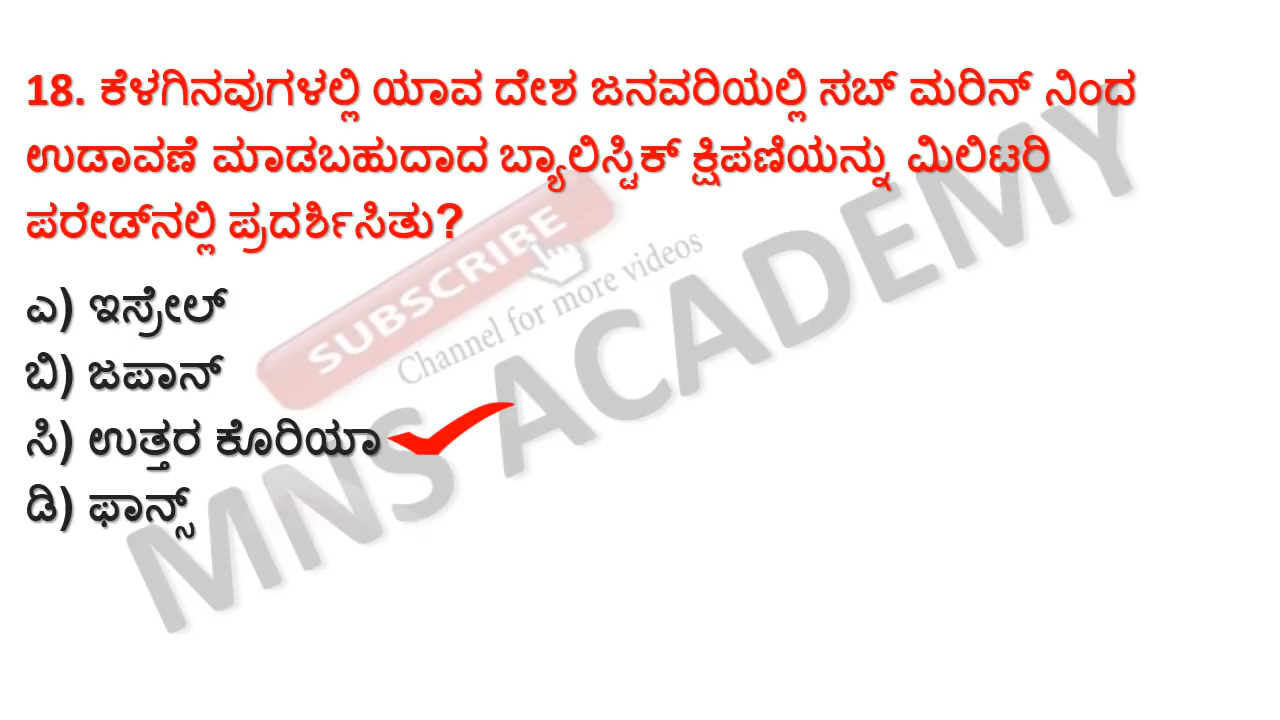 18. ಕೆಳಗಿನವುಗಳಲ್ಲಿ ಯಾವ ದೇಶ ಜನವರಿಯಲ್ಲಿ ಸಬ್ ಮರಿನ್ ನಿಂದ
ಉಡಾವಣೆ ಮಾಡಬಹುದಾದ ಬ್ಯಾಲಿಸ್ಟಿಕ್ ಕ್ಷಿಪಣಿಯನ್ನು ಮಿಲಿಟರಿ
ಪರೇಡ್‌ನಲ್ಲಿ ಪ್ರದರ್ಶಿಸಿತು?
ಎ) ಇಸ್ರೇಲ್
ಬಿ) ಜಪಾನ್
ಸಿ) ಉತ್ತರ ಕೊರಿಯಾ
ಡಿ) ಫಾನ್ಸ್
SUBSCRIBE
Channel for more videos
MNS ACADEMY